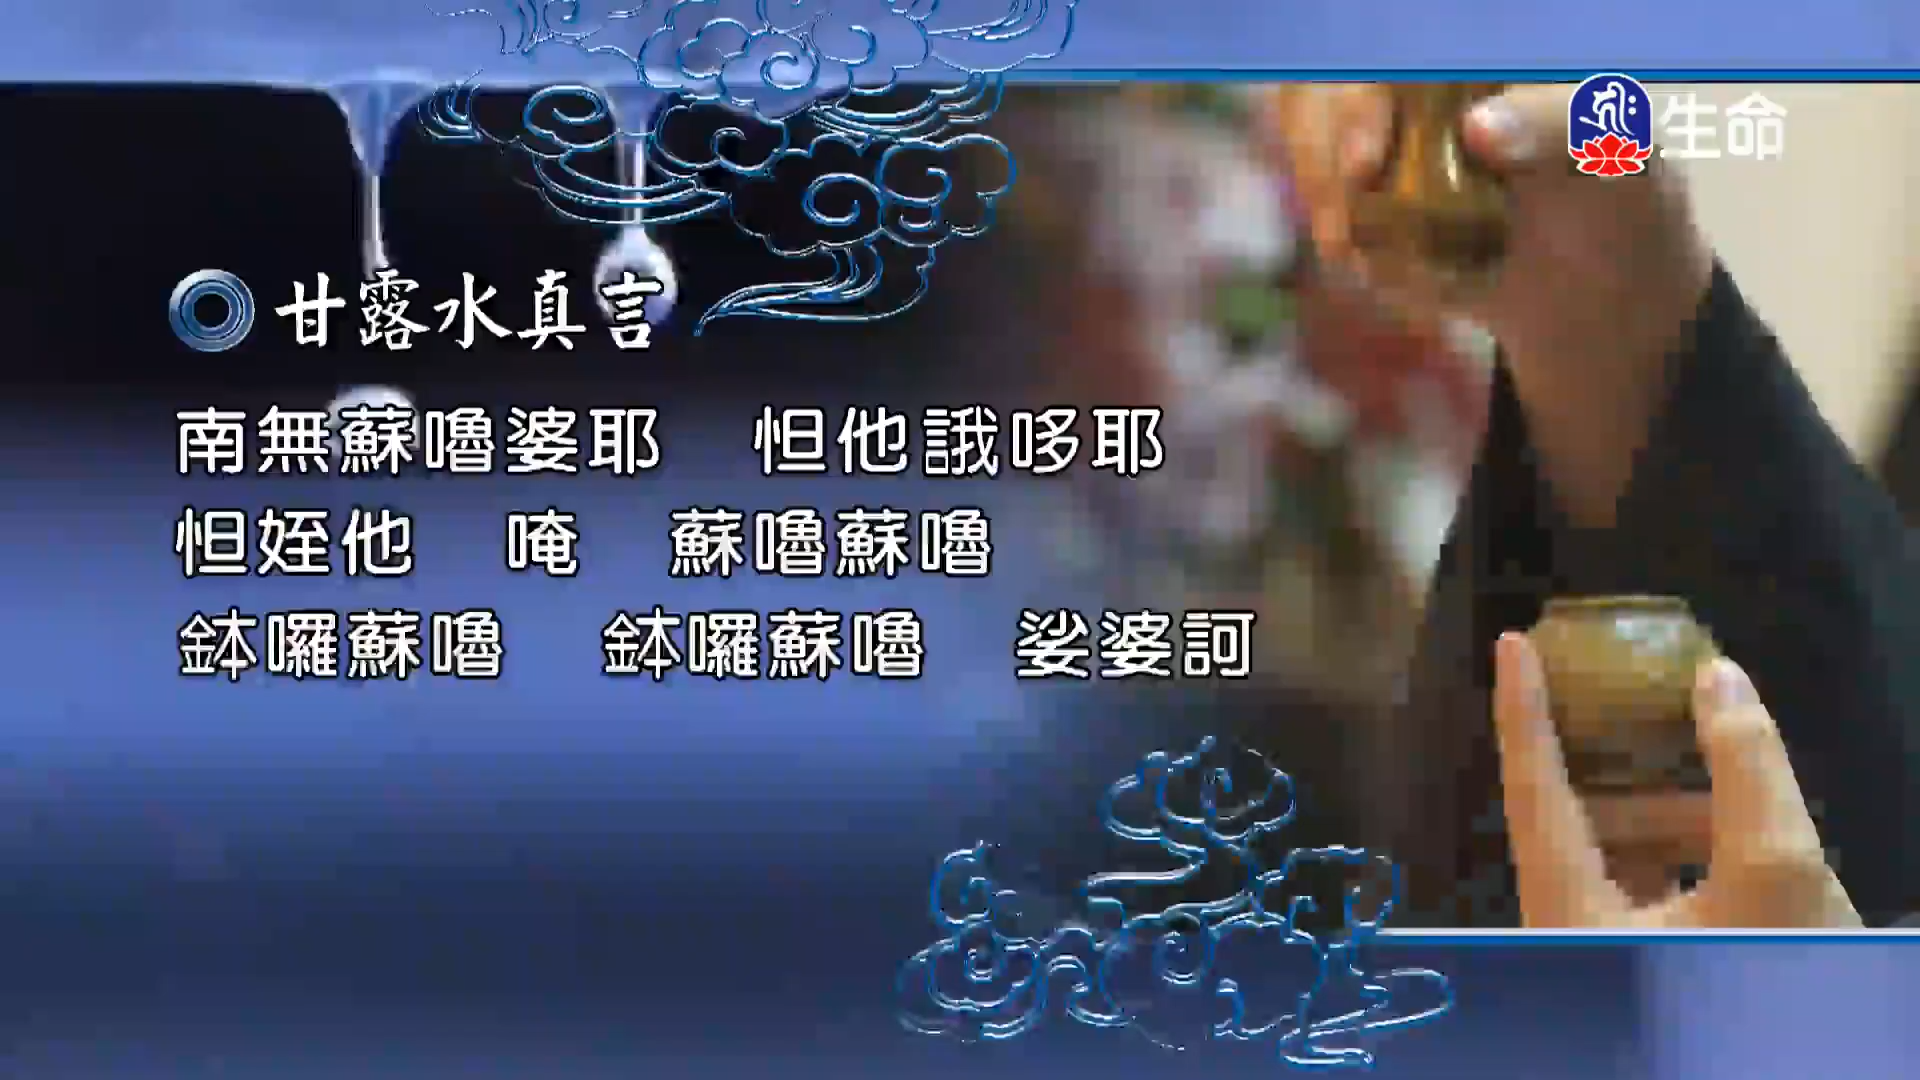 生命
甘露水真言
南無蘇嚕婆耶　怛他誐哆耶
怛姪他　唵　蘇嚕蘇嚕
鉢囉蘇嚕　鉢囉蘇嚕　娑婆訶